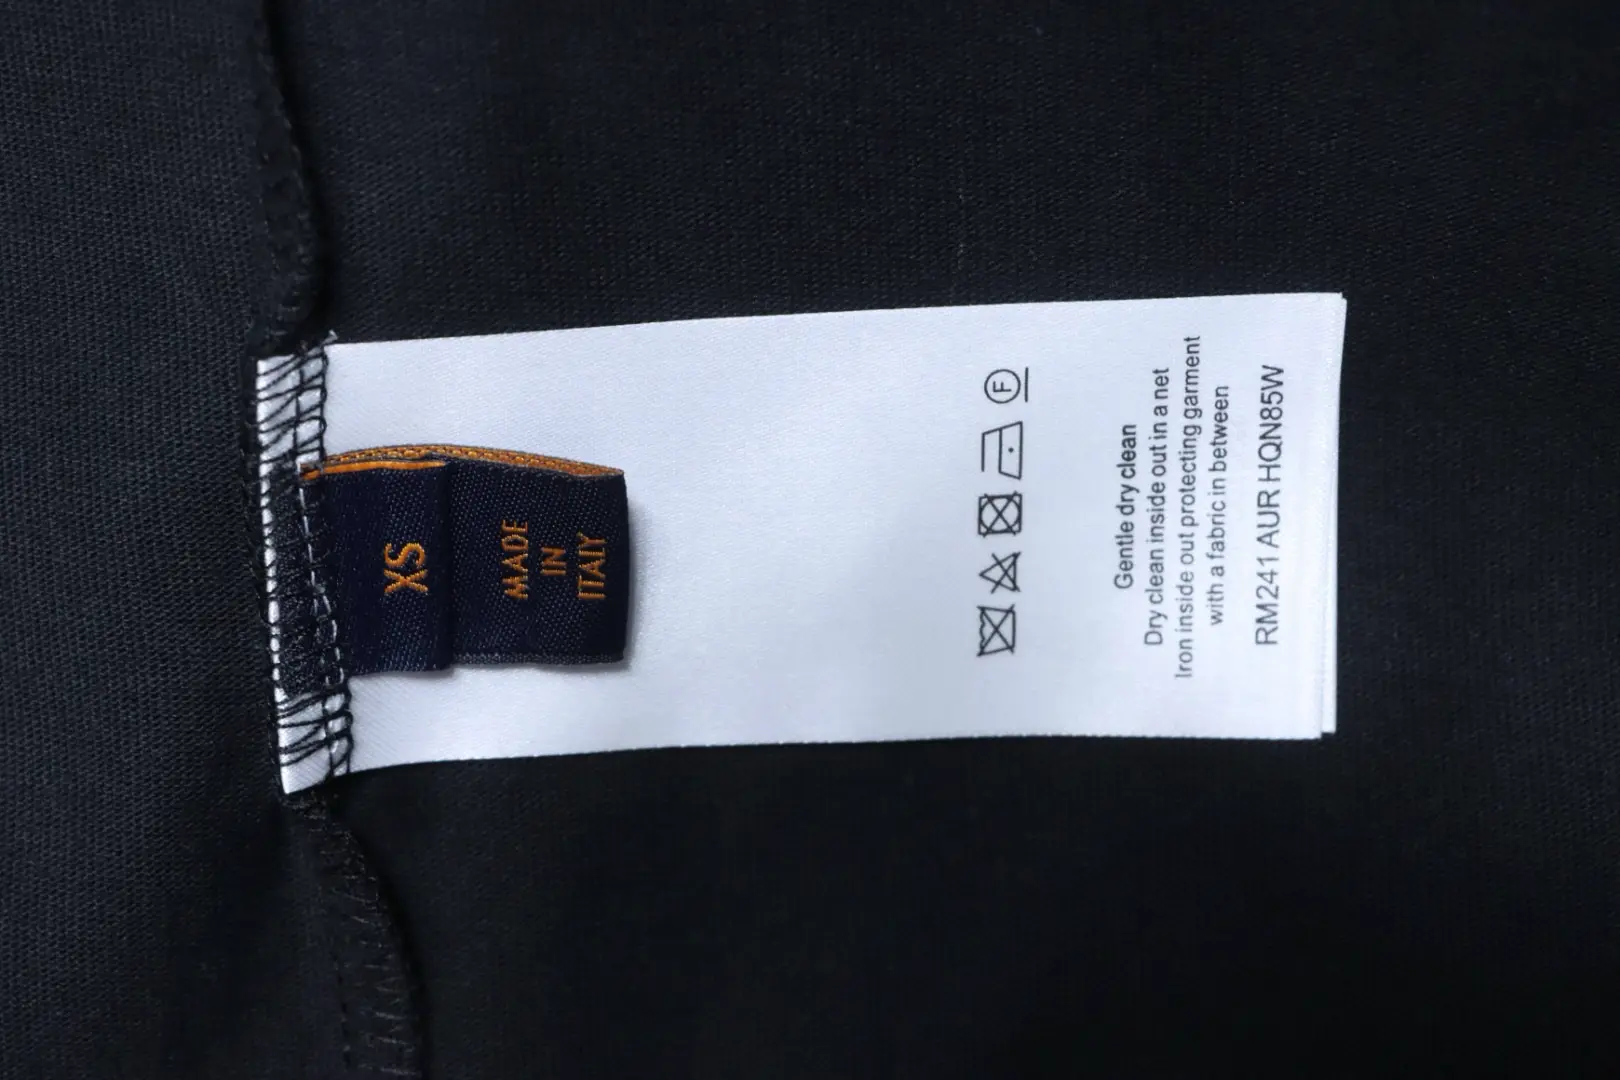 XS
MADE
IN
ITALY
F
Gentle dry clean
Dry clean inside out in a net
Iron inside out protecting garment
with a fabric in between
RM241 AUR HQN85W